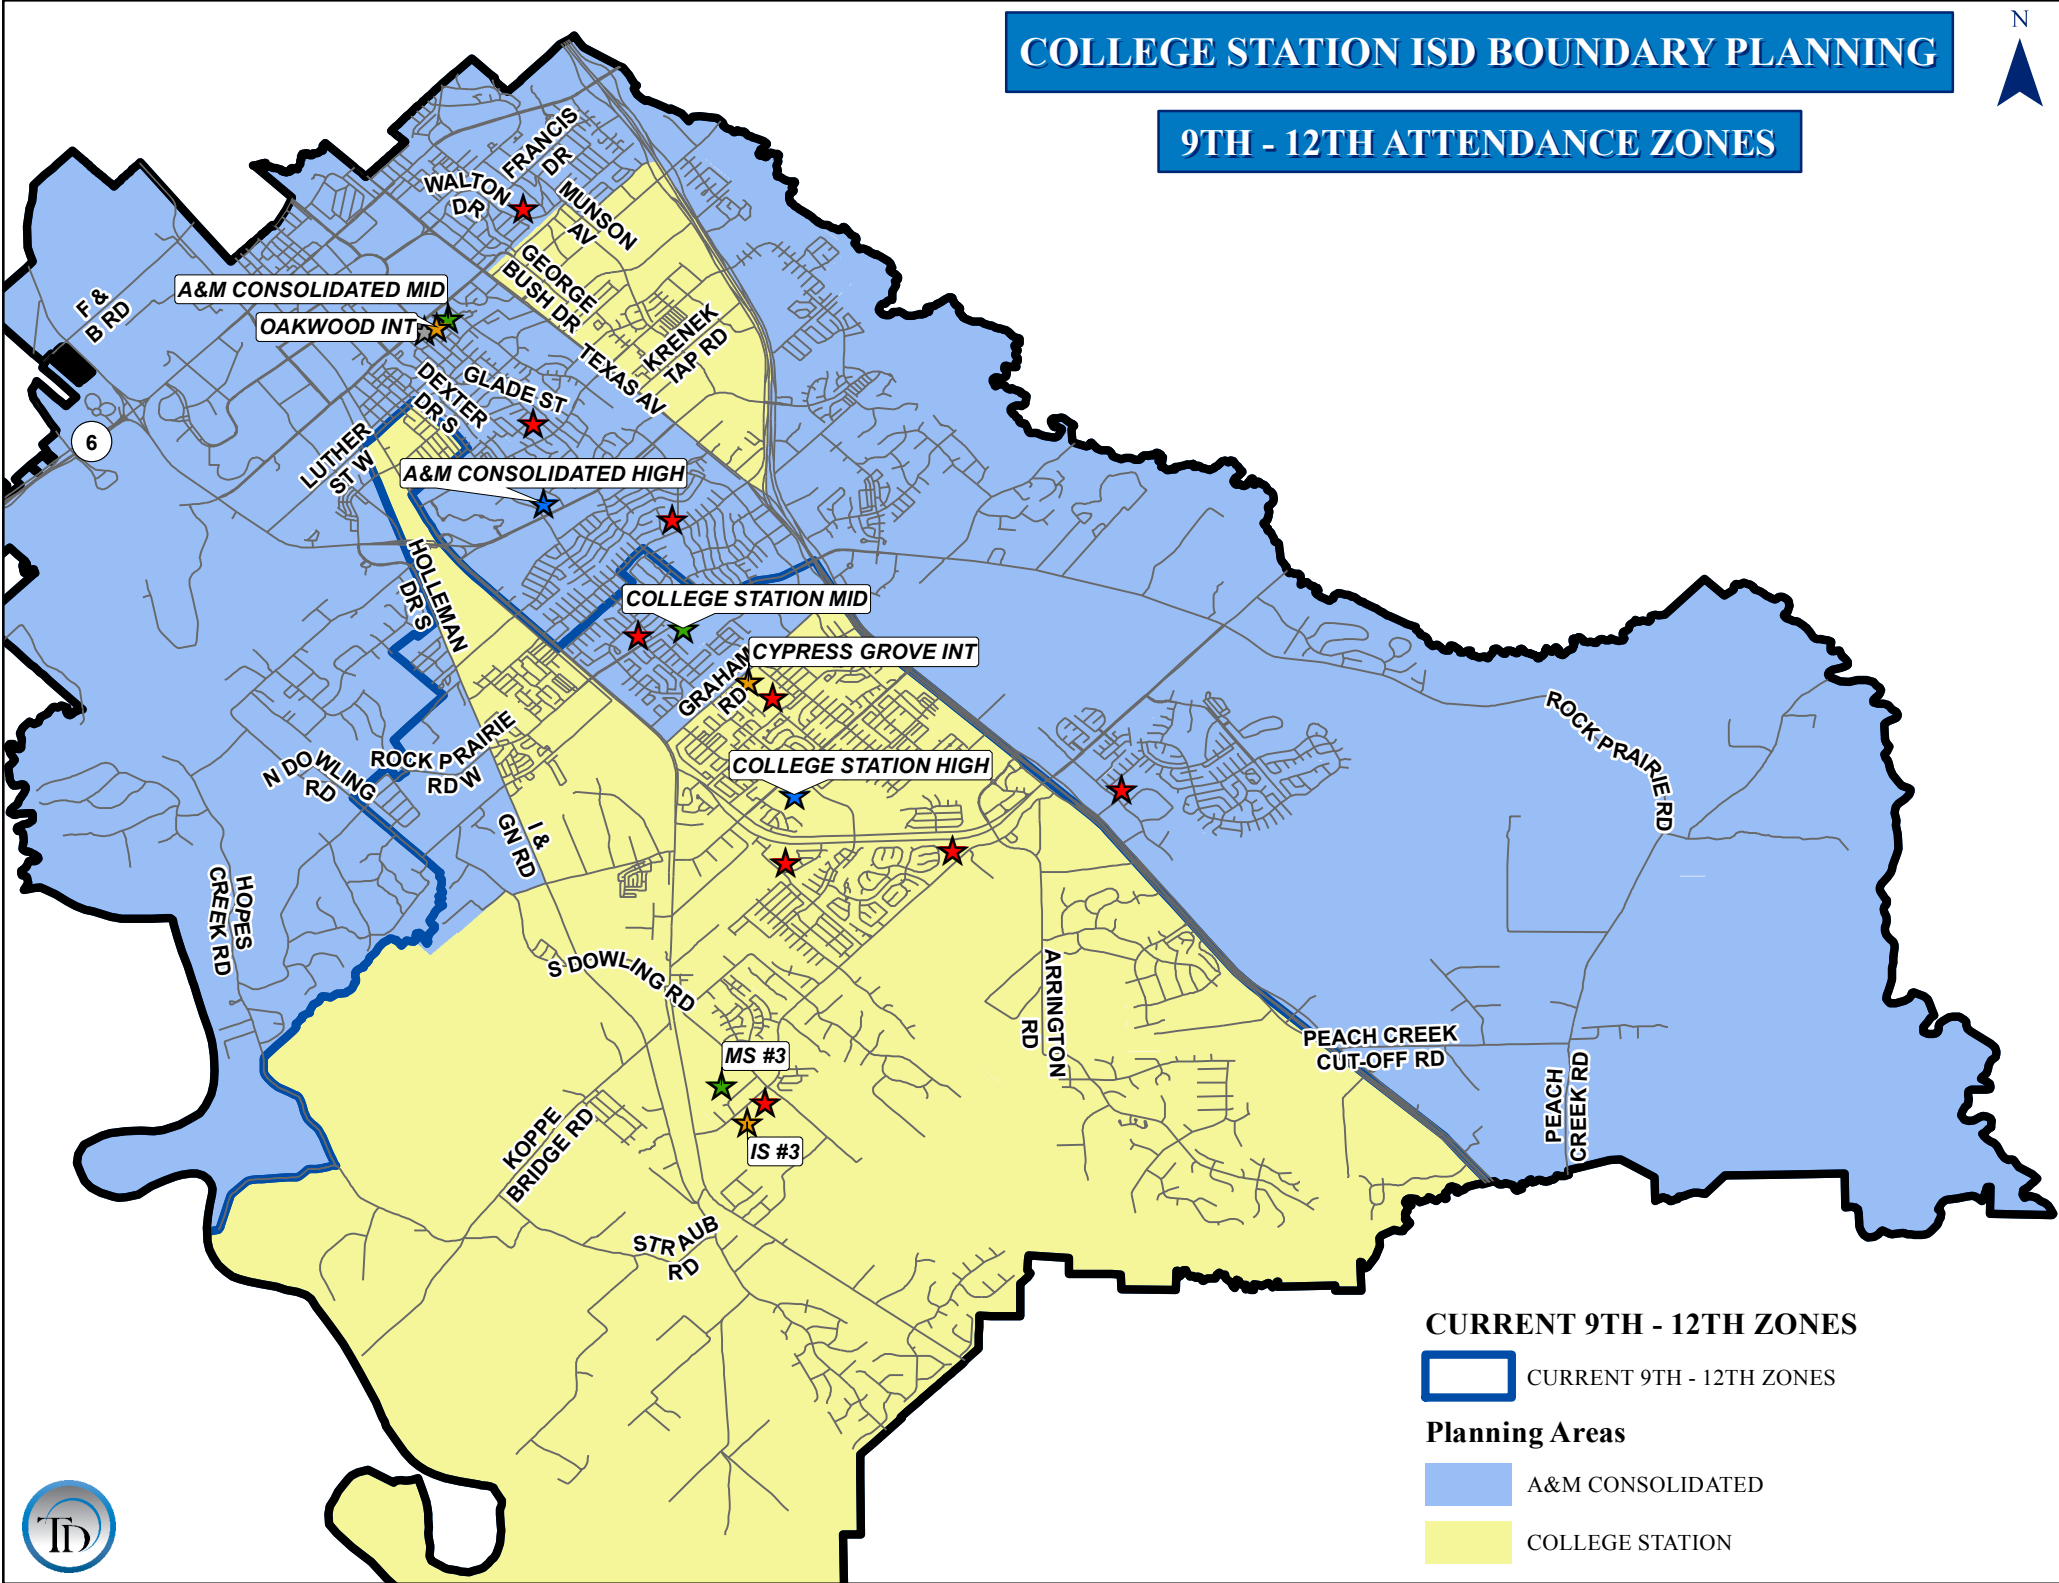 COLLEGE STATION ISD BOUNDARY PLANNING
N
9TH - 12TH ATTENDANCE ZONES
FRANCIS
DR
WALTON
DR
MUNSON
AV
GEORGE
BUSH DR
A&M CONSOLIDATED MID
F &
B RD
OAKWOOD INT
KRENEK
TAP RD
TEXAS AV
DEXTER
DR S
GLADE ST
6
LUTHER
ST W
A&M CONSOLIDATED HIGH
HOLLEMAN
DR S
COLLEGE STATION MID
CYPRESS GROVE INT
GRAHAM
RD
ROCK PRAIRIE RD
ROCK PRAIRIE
RD W
N DOWLING
RD
COLLEGE STATION HIGH
I &
GN RD
HOPES
CREEK RD
S DOWLING RD
ARRINGTON
RD
PEACH CREEK
CUT-OFF RD
MS #3
PEACH
CREEK RD
KOPPE
BRIDGE RD
IS #3
STRAUB
RD
CURRENT 9TH - 12TH ZONES
CURRENT 9TH - 12TH ZONES
Planning Areas
A&M CONSOLIDATED
COLLEGE STATION
TD